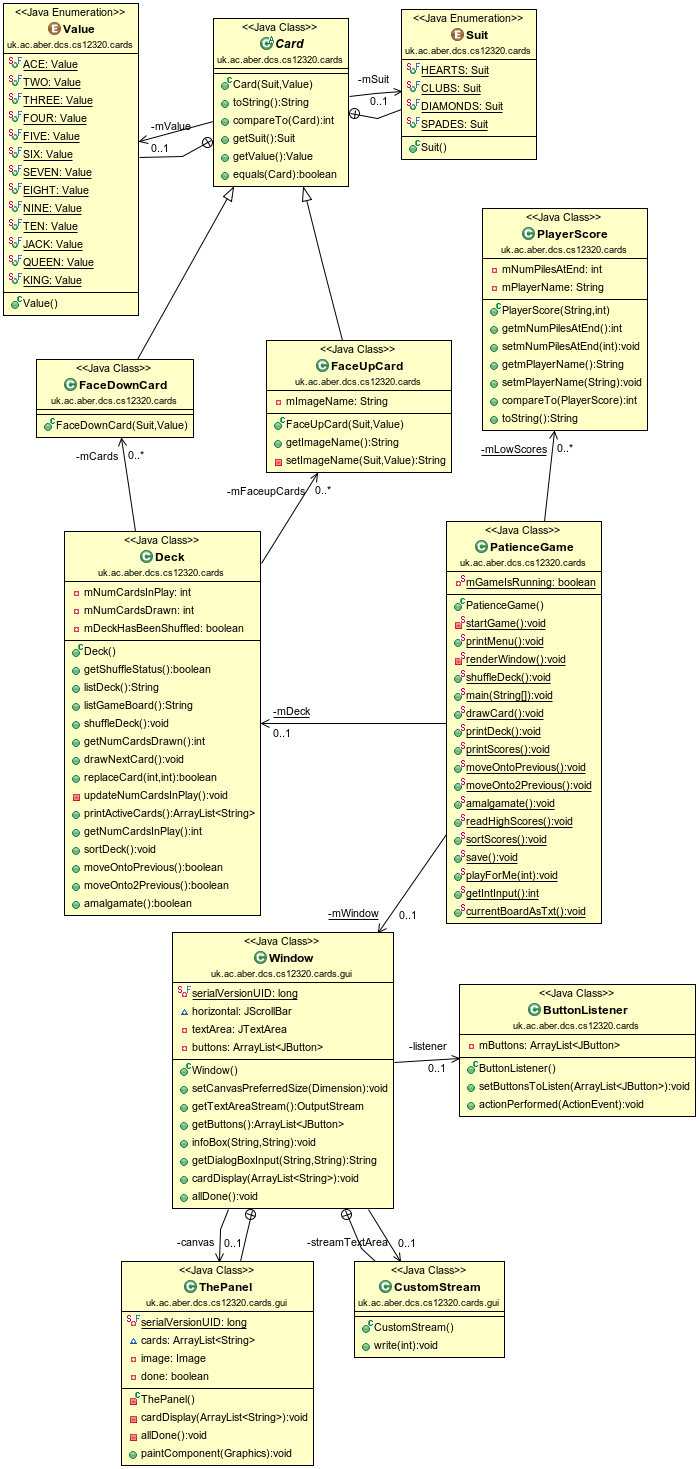 <<Java Enumeration>>
Value
uk.ac.aber.dcs.cs12320.cards
ACE: Value
TWO: Value
THREE: Value
FOUR: Value
FIVE: Value
SIX: Value
SEVEN: Value
EIGHT: Value
NINE: Value
TEN: Value
JACK: Value
QUEEN: Value
KING: Value
Value()
-mValue
0..1
<<Java Class>>
Card
uk.ac.aber.dcs.cs12320.cards
Card(Suit,Value)
toString():String
compareTo(Card):int
getSuit():Suit
getValue():Value
equals(Card):boolean
-mSuit
0..1
<<Java Enumeration>>
Suit
uk.ac.aber.dcs.cs12320.cards
HEARTS: Suit
CLUBS: Suit
DIAMONDS: Suit
SPADES: Suit
Suit()
<<Java Class>>
PlayerScore
uk.ac.aber.dcs.cs12320.cards
mNumPilesAtEnd: int
mPlayerName: String
PlayerScore(String,int)
getmNumPilesAtEnd():int
setmNumPilesAtEnd(int):void
getmPlayerName():String
setmPlayerName(String):void
compareTo(PlayerScore):int
toString():String
<<Java Class>>
FaceDownCard
uk.ac.aber.dcs.cs12320.cards
FaceDownCard(Suit,Value)
<<Java Class>>
FaceUpCard
uk.ac.aber.dcs.cs12320.cards
mImageName: String
FaceUpCard(Suit,Value)
getImageName():String
setImageName(Suit,Value):String
-mCards
0..*
-mFaceupCards
0..*
-mLowScores
0..*
<<Java Class>>
Deck
uk.ac.aber.dcs.cs12320.cards
mNumCardsInPlay: int
mNumCardsDrawn: int
mDeckHasBeenShuffled: boolean
Deck()
getShuffleStatus():boolean
listDeck():String
listGameBoard():String
shuffleDeck():void
getNumCardsDrawn():int
drawNextCard():void
replaceCard(int,int):boolean
updateNumCardsInPlay():void
printActiveCards():ArrayList<String>
getNumCardsInPlay():int
sortDeck():void
moveOntoPrevious():boolean
moveOnto2Previous():boolean
amalgamate():boolean
-mDeck
0..1
<<Java Class>>
PatienceGame
uk.ac.aber.dcs.cs12320.cards
mGameIsRunning: boolean
PatienceGame()
startGame():void
printMenu():void
renderWindow():void
shuffleDeck():void
main(String[]):void
drawCard():void
printDeck():void
printScores():void
moveOntoPrevious():void
moveOnto2Previous():void
amalgamate():void
readHighScores():void
sortScores():void
save():void
playForMe(int):void
getIntInput():int
currentBoardAsTxt():void
-mWindow
0..1
<<Java Class>>
Window
uk.ac.aber.dcs.cs12320.cards.gui
serialVersionUID: long
horizontal: JScrollBar
textArea: JTextArea
buttons: ArrayList<JButton>
Window()
setCanvasPreferredSize(Dimension):void
getTextAreaStream():OutputStream
getButtons():ArrayList<JButton>
infoBox(String,String):void
getDialogBoxInput(String,String):String
cardDisplay(ArrayList<String>):void
allDone():void
-listener
0..1
<<Java Class>>
ButtonListener
uk.ac.aber.dcs.cs12320.cards
mButtons: ArrayList<JButton>
ButtonListener()
setButtonsToListen(ArrayList<JButton>):void
actionPerformed(ActionEvent):void
-canvas
0..1
-streamTextArea
0..1
<<Java Class>>
ThePanel
uk.ac.aber.dcs.cs12320.cards.gui
serialVersionUID: long
cards: ArrayList<String>
image: Image
done: boolean
ThePanel()
cardDisplay(ArrayList<String>):void
allDone():void
paintComponent(Graphics):void
<<Java Class>>
CustomStream
uk.ac.aber.dcs.cs12320.cards.gui
CustomStream()
write(int):void